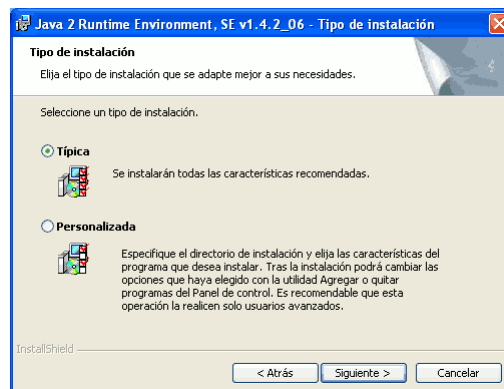 Java 2 Runtime Environment, SE v1.4.2_06 - Tipo de instalación
Tipo de instalación
Elija el tipo de instalación que se adapte mejor a sus necesidades.
Seleccione un tipo de instalación.
Típica
Se instalarán todas las características recomendadas.
Personalizada
Especifique el directorio de instalación y elija las características del
programa que desea instalar. Tras la instalación podrá cambiar las
opciones que haya elegido con la utilidad Agregar o quitar
programas del Panel de control. Es recomendable que esta
operación la realicen solo usuarios avanzados.
InstallShield
< Atrás Siguiente > Cancelar